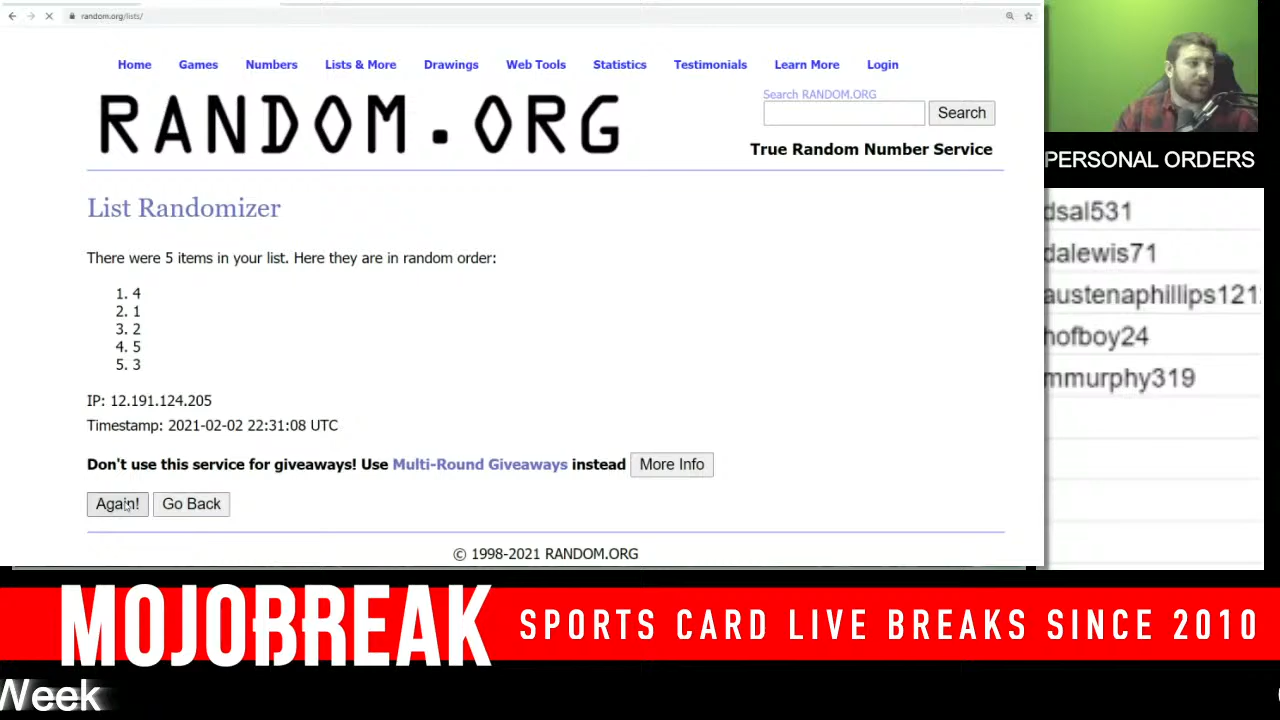 random.org/lists/
Home Games Numbers Lists & More Drawings Web Tools Statistics Testimonials Learn More Login
RANDOM.ORG
Search RANDOM.ORG
Search
True Random Number Service
List Randomizer
There were 5 items in your list. Here they are in random order:
1. 4
2. 1
3. 2
4. 5
5. 3
IP: 12.191.124.205
Timestamp: 2021-02-02 22:31:08 UTC
Don't use this service for giveaways! Use Multi-Round Giveaways instead More Info
Again! Go Back
© 1998-2021 RANDOM.ORG
PERSONAL ORDERS
dsal531
dalewis71
austenaphillips121
hofboy24
mmurphy319
MOJOBREAK SPORTS CARD LIVE BREAKS SINCE 2010
Week